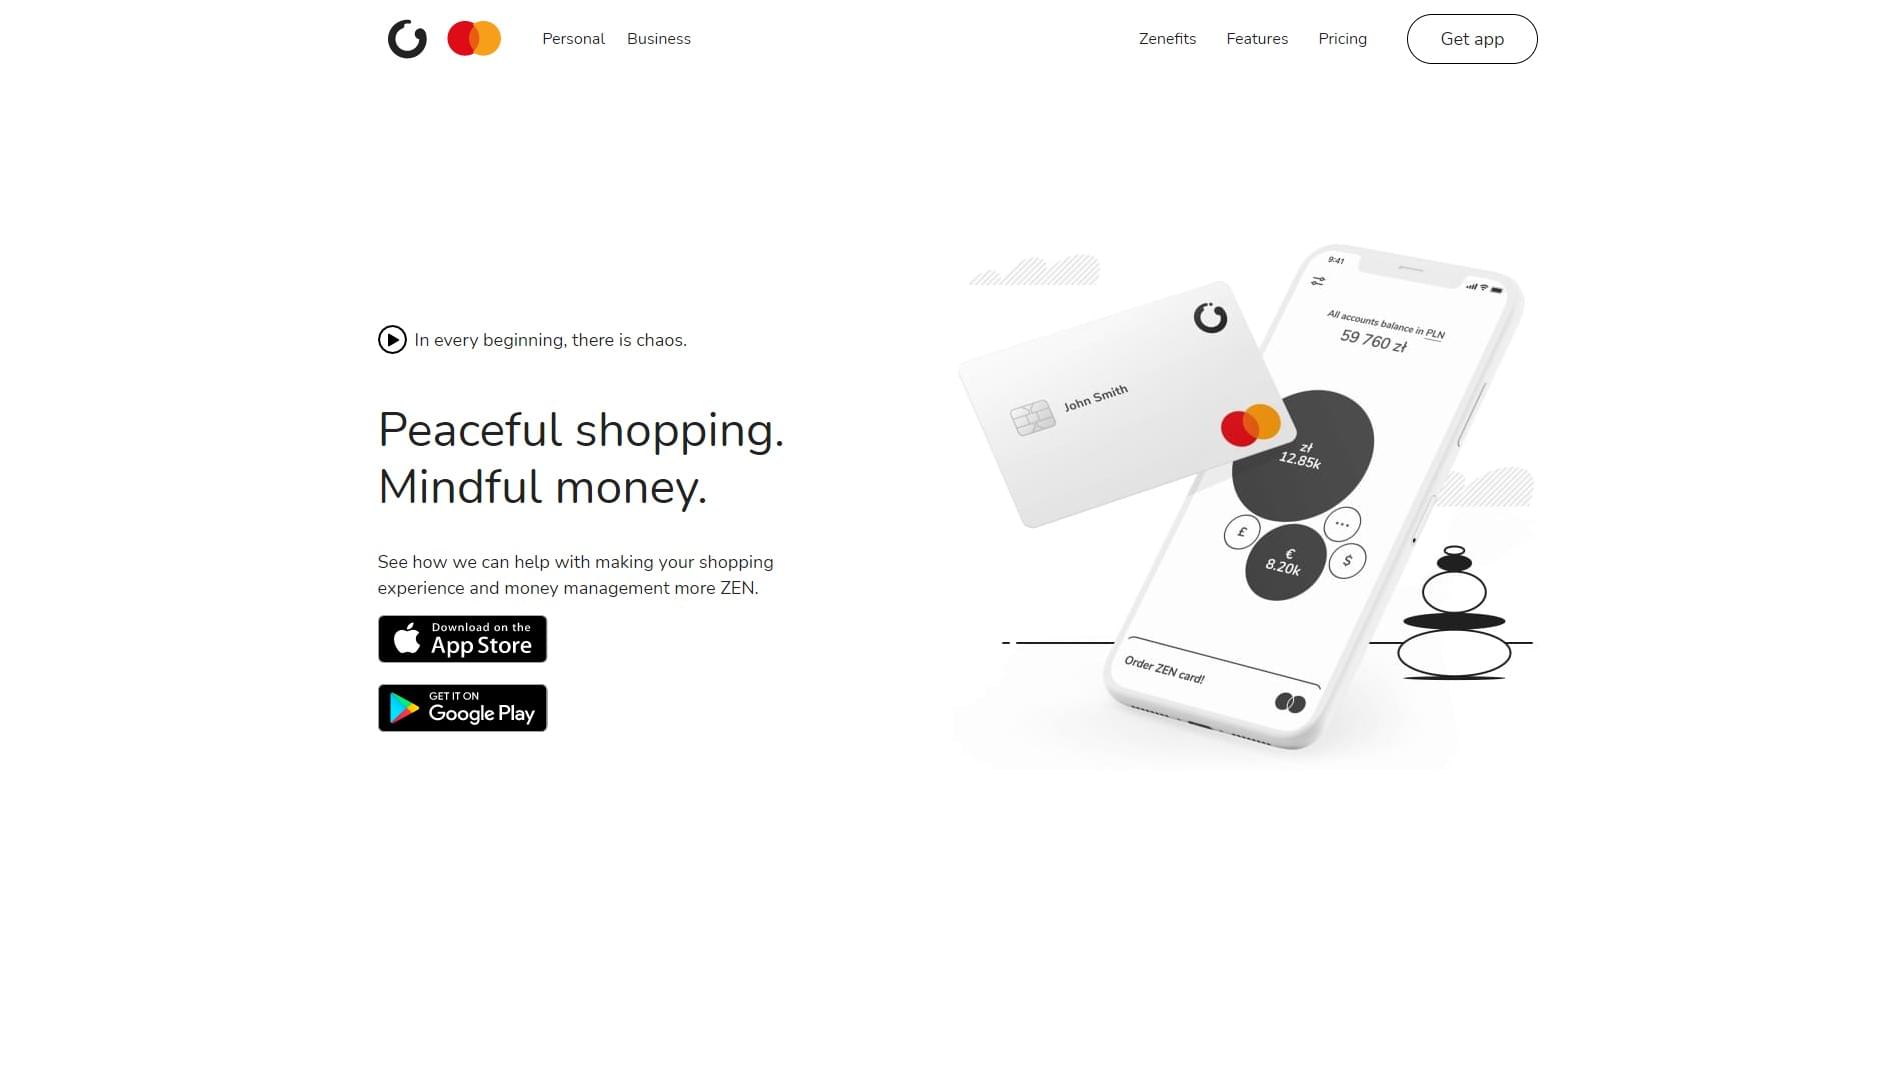 Personal
Business
Zenefits
Features
Pricing
Get app
In every beginning, there is chaos.
Peaceful shopping.
Mindful money.
See how we can help with making your shopping
experience and money management more ZEN.
Download on the
App Store
GET IT ON
Google Play
John Smith
9:41
All accounts balance in PLN
59 760 zł
zł
12.85k
£
...
€
8.20k
$
Order ZEN card!